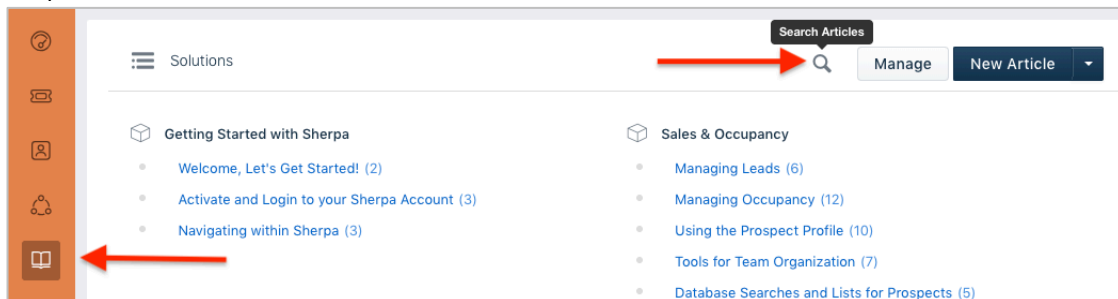 Search Articles
Solutions
Manage
New Article
Getting Started with Sherpa
Welcome, Let's Get Started! (2)
Activate and Login to your Sherpa Account (3)
Navigating within Sherpa (3)
Sales & Occupancy
Managing Leads (6)
Managing Occupancy (12)
Using the Prospect Profile (10)
Tools for Team Organization (7)
Database Searches and Lists for Prospects (5)